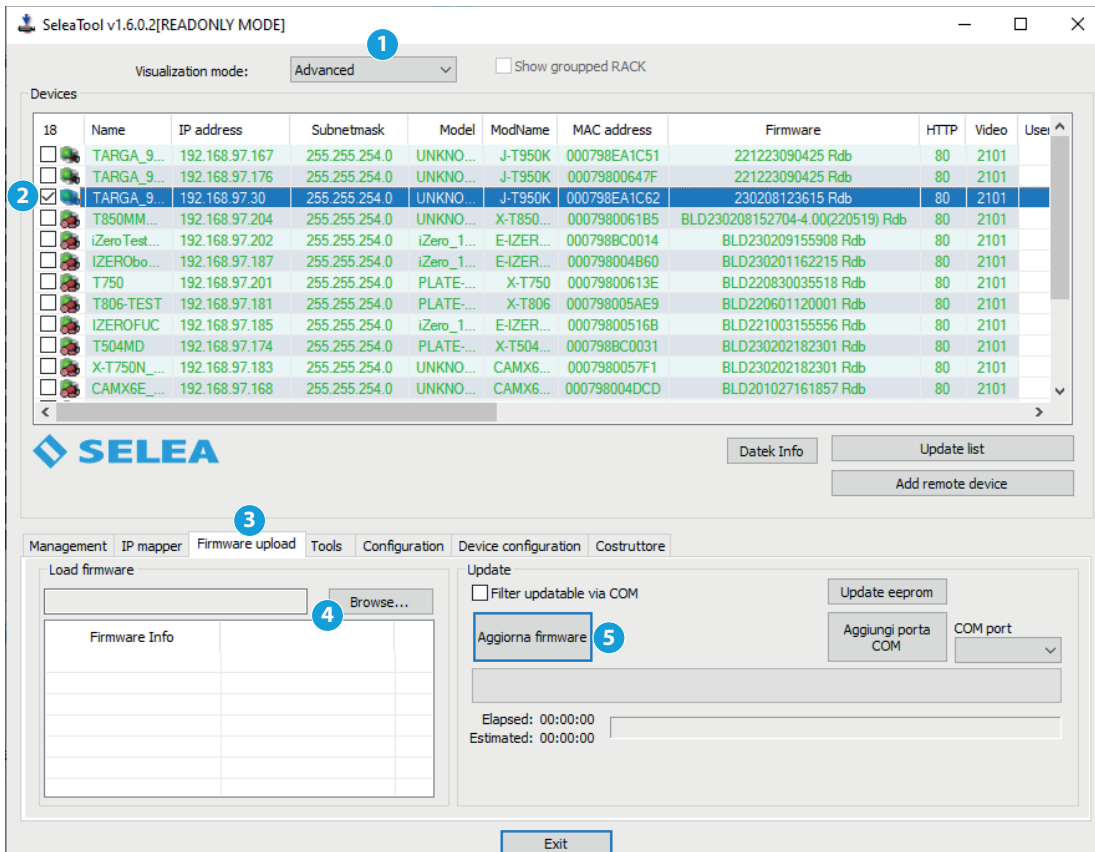 SeleaTool v1.6.0.2[READONLY MODE]
1
Visualization mode: Advanced Show groupped RACK
Devices
18 Name IP address Subnetmask Model ModName MAC address Firmware HTTP Video User
TARGA_9... 192.168.97.167 255.255.254.0 UNKNO... J-T950K 000798EA1C51 221223090425 Rdb 80 2101
TARGA_9... 192.168.97.176 255.255.254.0 UNKNO... J-T950K 00079800647F 221223090425 Rdb 80 2101
2 TARGA_9... 192.168.97.30 255.255.254.0 UNKNO... J-T950K 000798EA1C62 230208123615 Rdb 80 2101
T850MM... 192.168.97.204 255.255.254.0 UNKNO... X-T850... 0007980061B5 BLD230208152704-4.00(220519) Rdb 80 2101
iZeroTest... 192.168.97.202 255.255.254.0 iZero_1... E-IZER... 000798BC0014 BLD230209155908 Rdb 80 2101
IZERObo... 192.168.97.187 255.255.254.0 iZero_1... E-IZER... 000798004B60 BLD230201162215 Rdb 80 2101
T750 192.168.97.201 255.255.254.0 PLATE-... X-T750 00079800613E BLD220830035518 Rdb 80 2101
T806-TEST 192.168.97.181 255.255.254.0 PLATE-... X-T806 000798005AE9 BLD220601120001 Rdb 80 2101
IZEROFUC 192.168.97.185 255.255.254.0 iZero_1... E-IZER... 00079800516B BLD221003155556 Rdb 80 2101
T504MD 192.168.97.174 255.255.254.0 PLATE-... X-T504... 000798BC0031 BLD230202182301 Rdb 80 2101
X-T750N_... 192.168.97.183 255.255.254.0 UNKNO... CAMX6... 0007980057F1 BLD230202182301 Rdb 80 2101
CAMX6E_... 192.168.97.168 255.255.254.0 UNKNO... CAMX6... 000798004DCD BLD201027161857 Rdb 80 2101
SELEA
Datek Info Update list
Add remote device
3
Management IP mapper Firmware upload Tools Configuration Device configuration Costruttore
Load firmware
Browse...
4
Firmware Info
Update
Filter updatable via COM
Update eeprom
Aggiorna firmware 5
Aggiungi porta
COM
COM port
Elapsed: 00:00:00
Estimated: 00:00:00
Exit